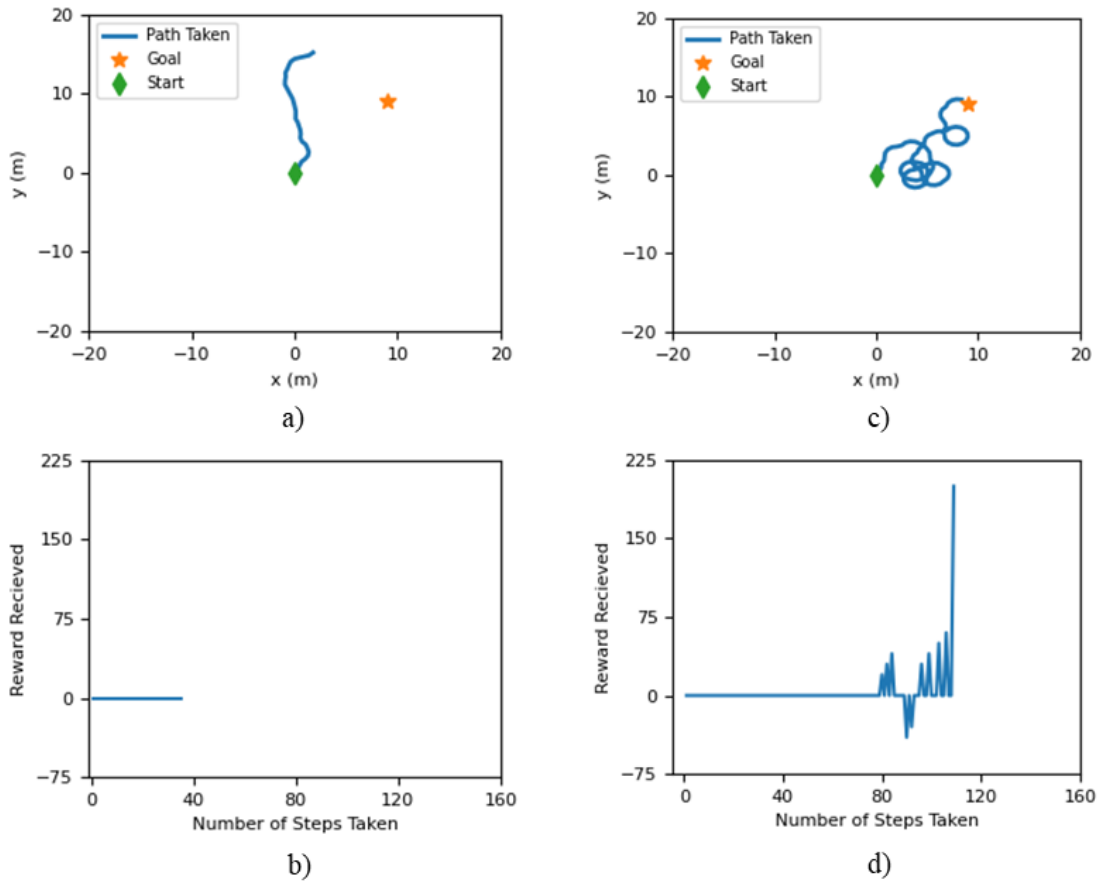 20
10
0
−10
−20
y (m)
Path Taken
Goal
Start
−20 −10 0 10 20
x (m)
a)
20
10
0
−10
−20
y (m)
Path Taken
Goal
Start
−20 −10 0 10 20
x (m)
c)
225
150
75
0
−75
Reward Recieved
0 40 80 120 160
Number of Steps Taken
b)
225
150
75
0
−75
Reward Recieved
0 40 80 120 160
Number of Steps Taken
d)